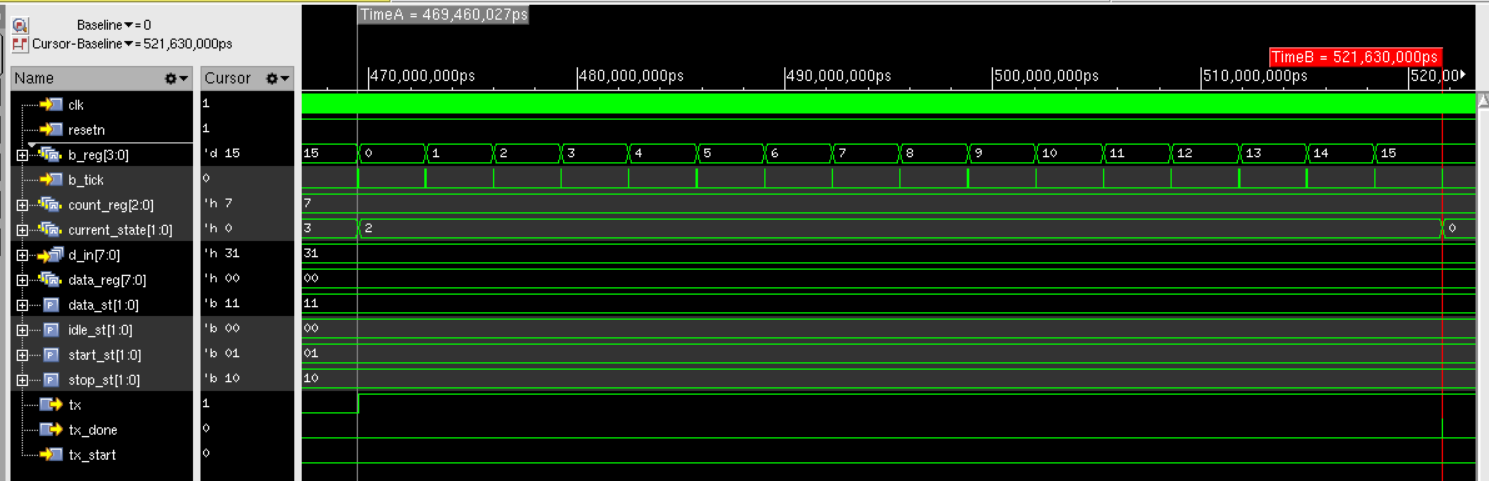 TimeA = 469,460,027ps
Baseline▼= 0
Cursor-Baseline▼= 521,630,000ps
TimeB = 521,630,000ps
Name Cursor 470,000,000ps 480,000,000ps 490,000,000ps 500,000,000ps 510,000,000ps 520,00
clk 1
resetn 1
b_reg[3:0] 'd 15 15 0 1 2 3 4 5 6 7 8 9 10 11 12 13 14 15
b_tick 0
count_reg[2:0] 'h 7 7
current_state[1:0] 'h 0 3 2 0
d_in[7:0] 'h 31 31
data_reg[7:0] 'h 00 00
data_st[1:0] 'b 11 11
idle_st[1:0] 'b 00 00
start_st[1:0] 'b 01 01
stop_st[1:0] 'b 10 10
tx 1
tx_done 0
tx_start 0